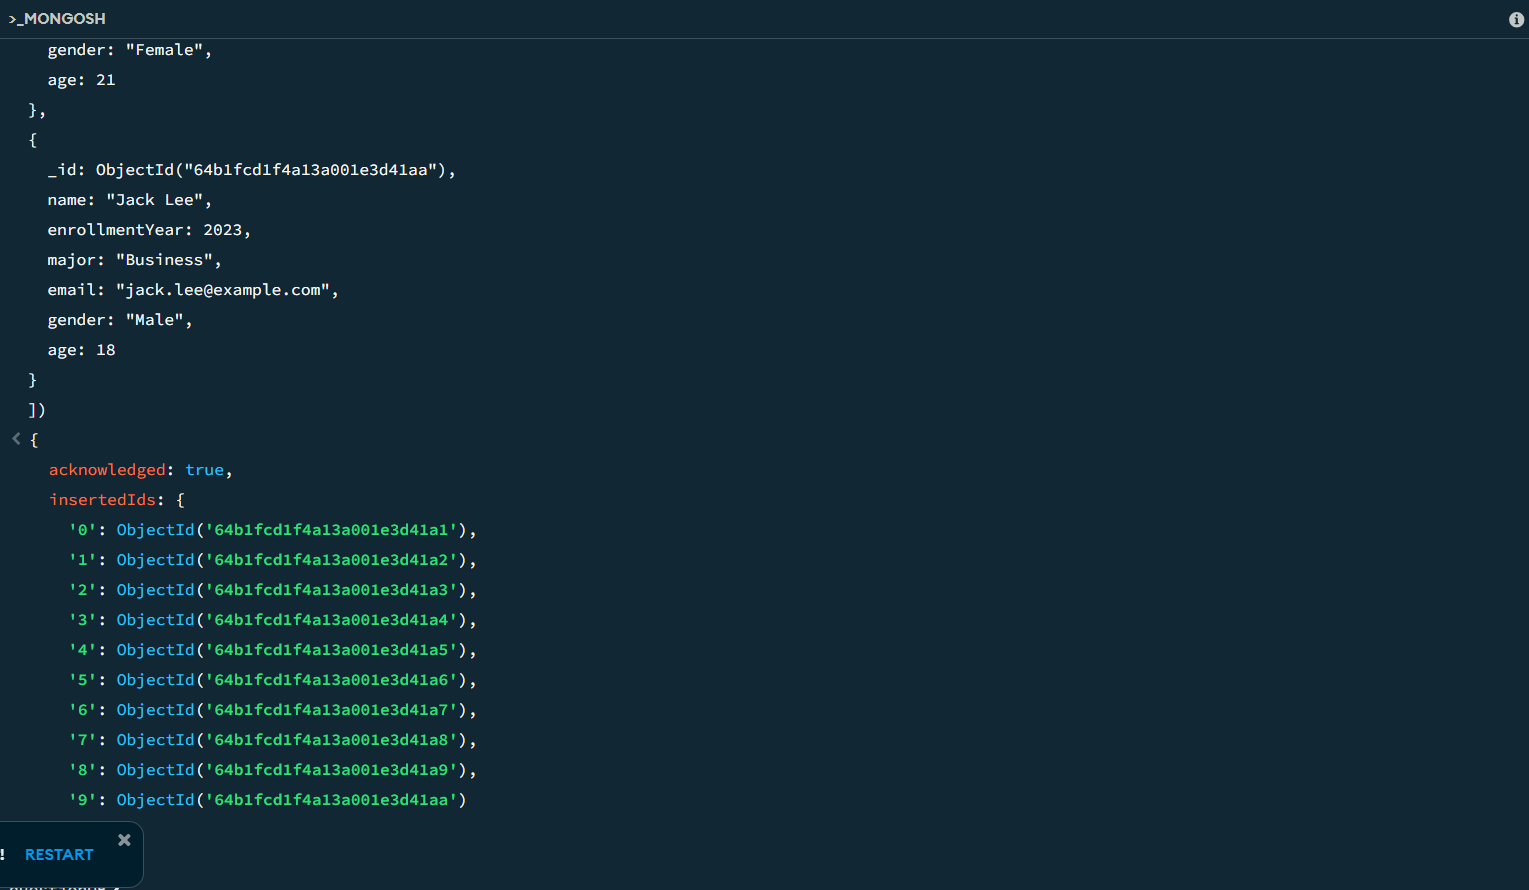 >_MONGOSH
gender: "Female",
age: 21
},
{
_id: ObjectId("64b1fcd1f4a13a001e3d41aa"),
name: "Jack Lee",
enrollmentYear: 2023,
major: "Business",
email: "jack.lee@example.com",
gender: "Male",
age: 18
}
])
< {
acknowledged: true,
insertedIds: {
'0': ObjectId('64b1fcd1f4a13a001e3d41a1'),
'1': ObjectId('64b1fcd1f4a13a001e3d41a2'),
'2': ObjectId('64b1fcd1f4a13a001e3d41a3'),
'3': ObjectId('64b1fcd1f4a13a001e3d41a4'),
'4': ObjectId('64b1fcd1f4a13a001e3d41a5'),
'5': ObjectId('64b1fcd1f4a13a001e3d41a6'),
'6': ObjectId('64b1fcd1f4a13a001e3d41a7'),
'7': ObjectId('64b1fcd1f4a13a001e3d41a8'),
'8': ObjectId('64b1fcd1f4a13a001e3d41a9'),
'9': ObjectId('64b1fcd1f4a13a001e3d41aa')
! RESTART